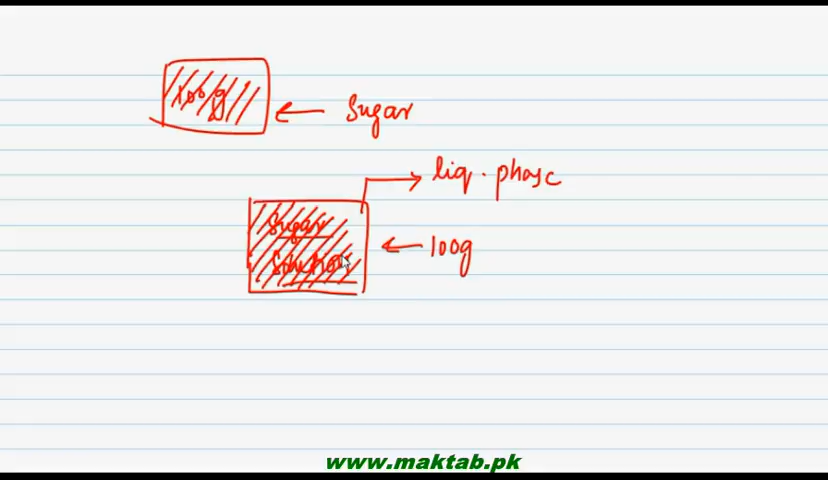 100g
Sugar
liq. phase
Sugar
100g
Solution
www.maktab.pk